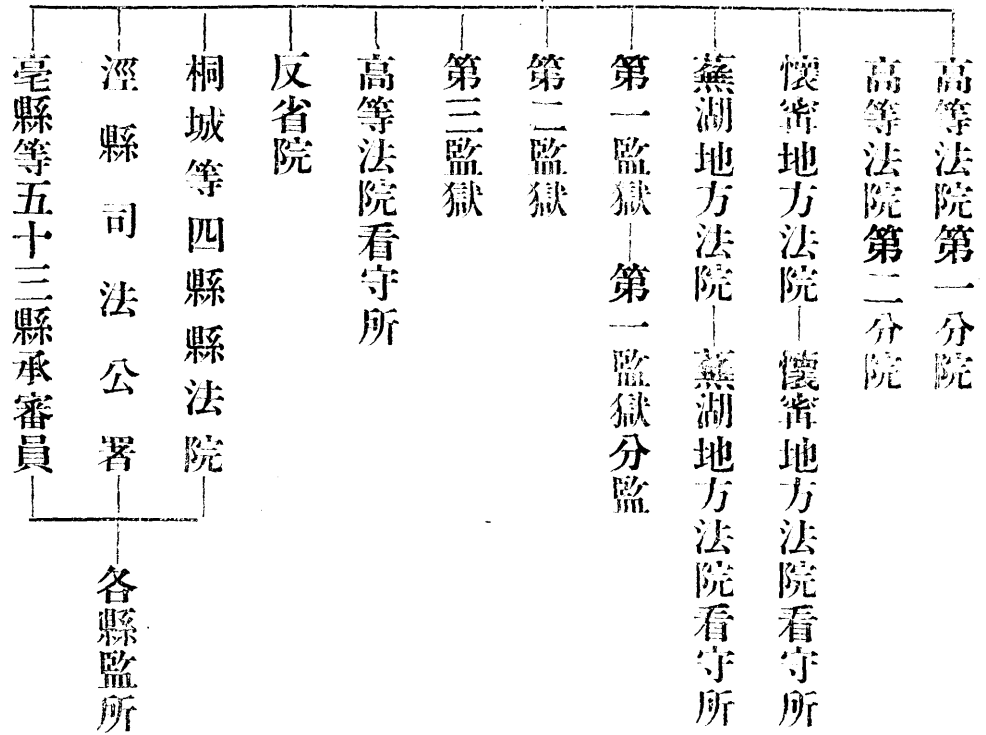 高等法院第一分院
高等法院第二分院
懷甯地方法院
懷甯地方法院看守所
蕪湖地方法院
蕪湖地方法院看守所
第一監獄
第一監獄分監
第二監獄
第三監獄
高等法院看守所
反省院
桐城等四縣縣法院
涇縣司法公署
亳縣等五十三縣承審員
各縣監所